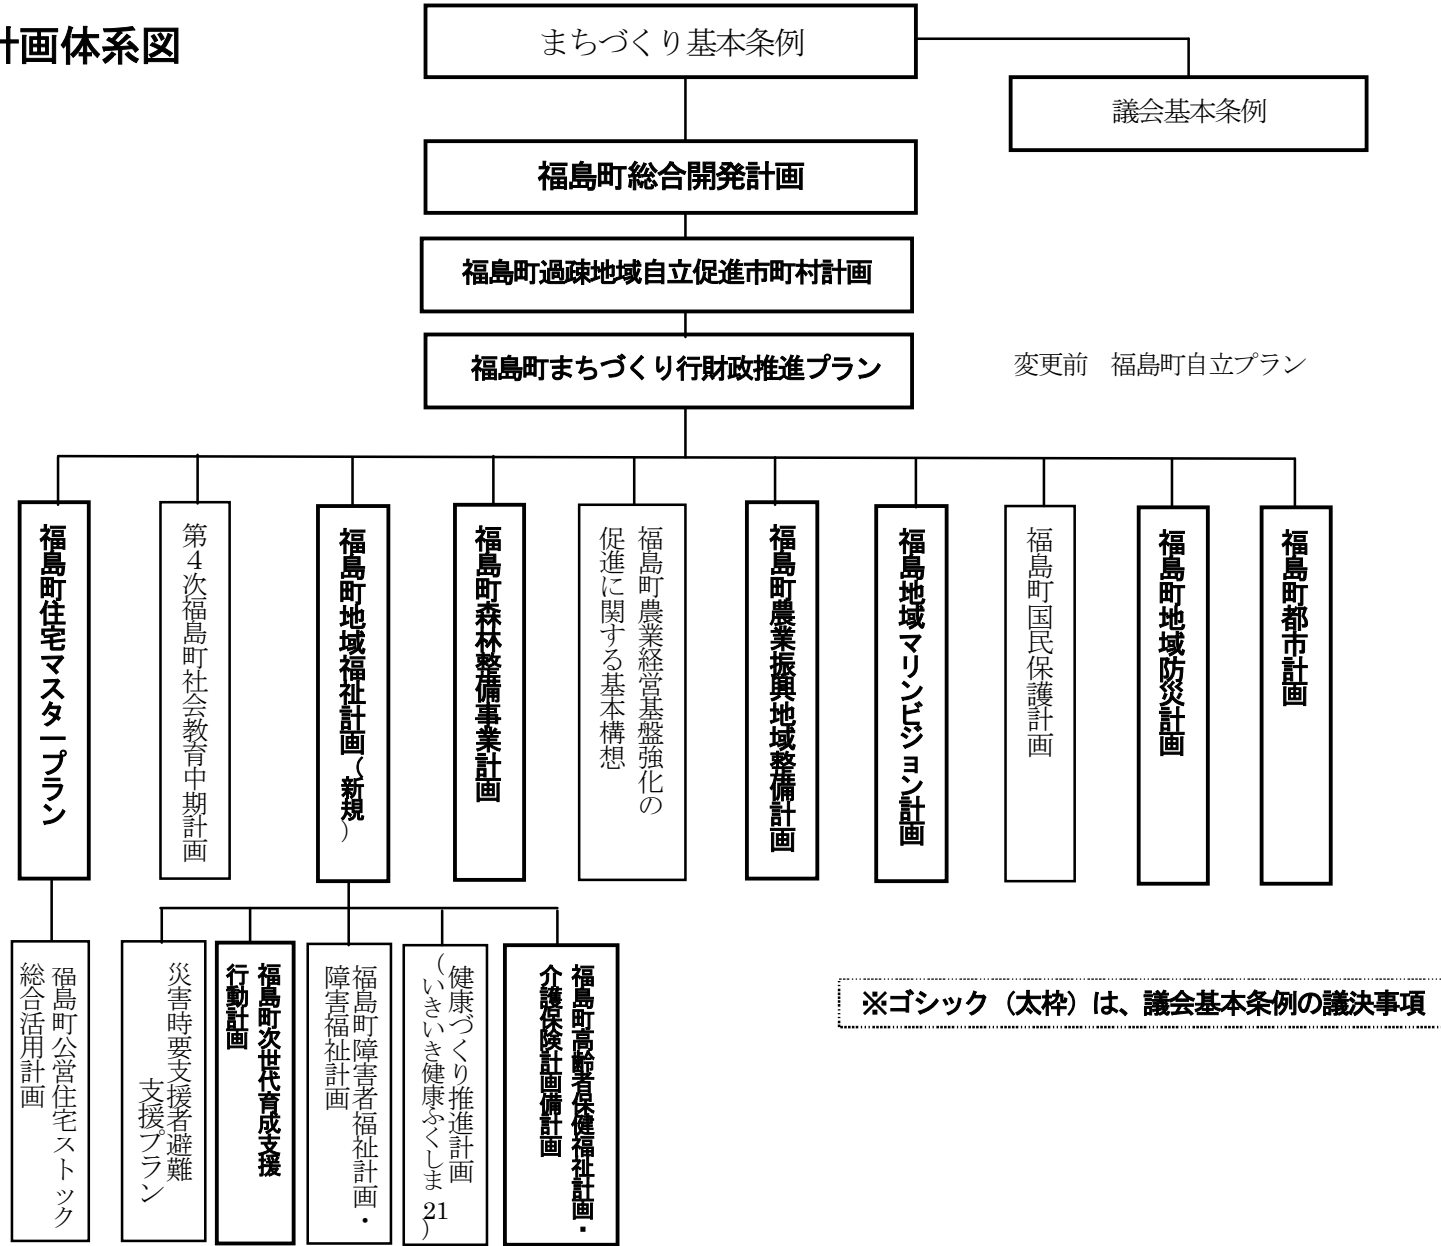 計画体系図
まちづくり基本条例
議会基本条例
福島町総合開発計画
福島町過疎地域自立促進市町村計画
福島町まちづくり行財政推進プラン
変更前　福島町自立プラン
福島町住宅マスタープラン
第４次福島町社会教育中期計画
福島町地域福祉計画（新規）
福島町森林整備事業計画
福島町農業経営基盤強化の
促進に関する基本構想
福島町農業振興地域整備計画
福島地域マリンビジョン計画
福島町国民保護計画
福島町地域防災計画
福島町都市計画
福島町公営住宅ストック
総合活用計画
災害時要支援者避難
支援プラン
福島町次世代育成支援
行動計画
福島町障害者福祉計画・
障害福祉計画
健康づくり推進計画
（いきいき健康ふくしま21）
福島町高齢者保健福祉計画・
介護保険計画備計画
※ゴシック（太枠）は、議会基本条例の議決事項